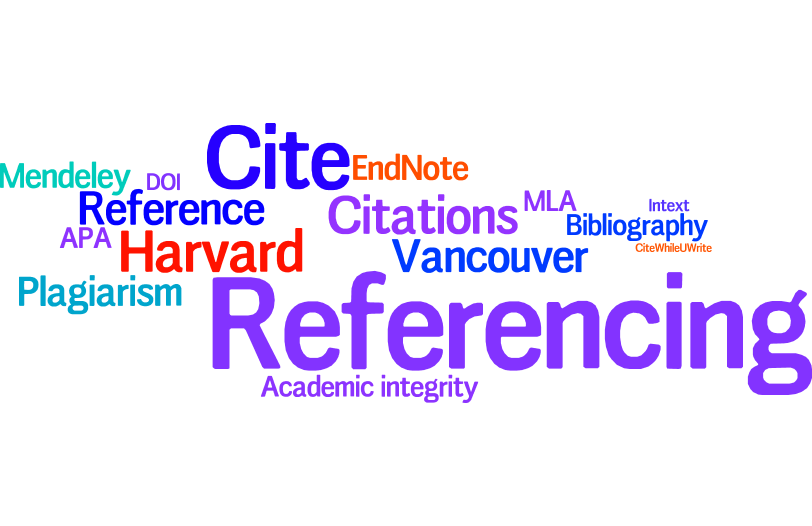 Cite
EndNote
Mendeley
DOI
Reference
Citations
MLA
Intext
Bibliography
APA
Harvard
Vancouver
CiteWhileUWrite
Plagiarism
Referencing
Academic integrity